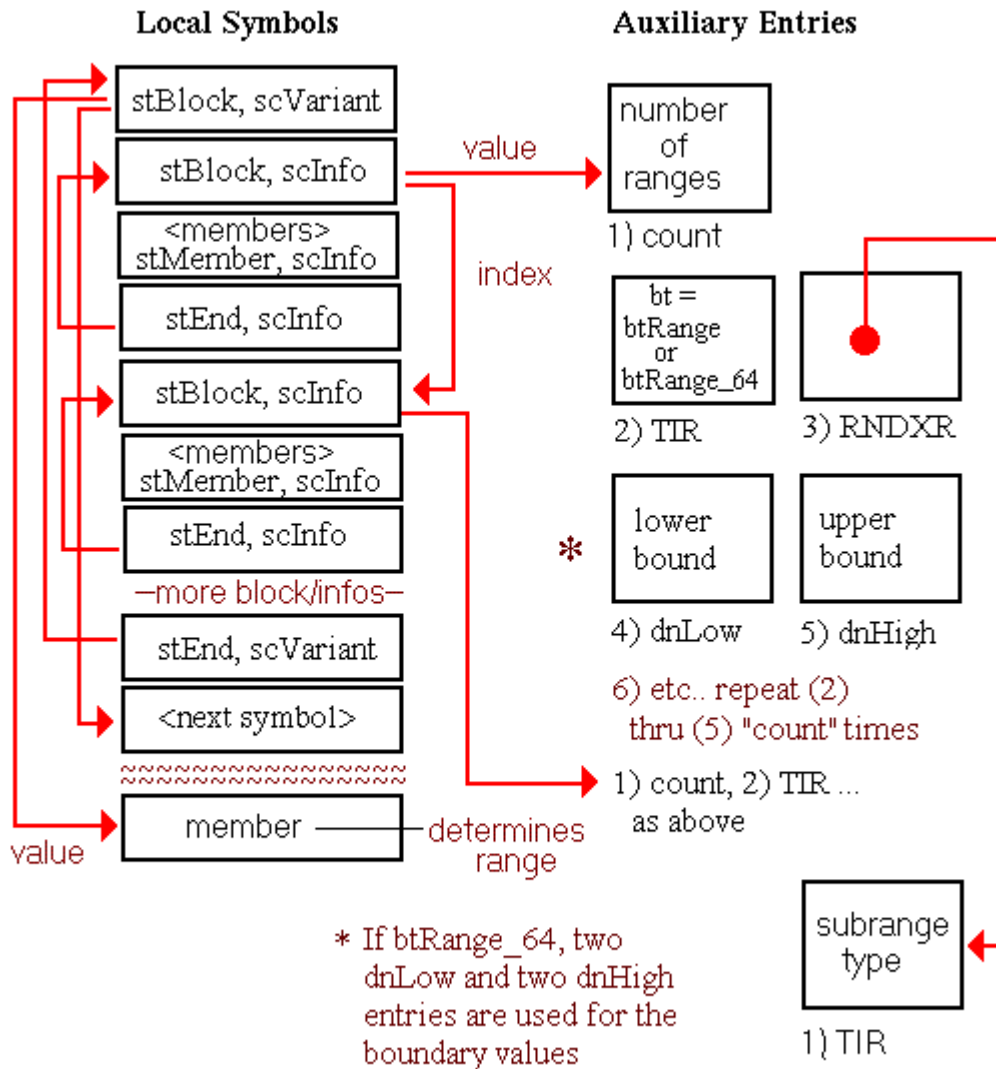 Local Symbols
Auxiliary Entries
stBlock, scVariant
stBlock, scInfo
<members>
stMember, scInfo
stEnd, scInfo
stBlock, scInfo
<members>
stMember, scInfo
stEnd, scInfo
—more block/infos—
stEnd, scVariant
<next symbol>
~~~~~~~~~~~~~~~~
~~~~~~~~~~~~~~~~
member
determines
range
value
value
index
number
of
ranges
1) count
bt =
btRange
or
btRange_64
2) TIR
3) RNDXR
*
lower
bound
upper
bound
4) dnLow
5) dnHigh
6) etc.. repeat (2)
thru (5) "count" times
1) count, 2) TIR ...
as above
subrange
type
1) TIR
* If btRange_64, two
dnLow and two dnHigh
entries are used for the
boundary values